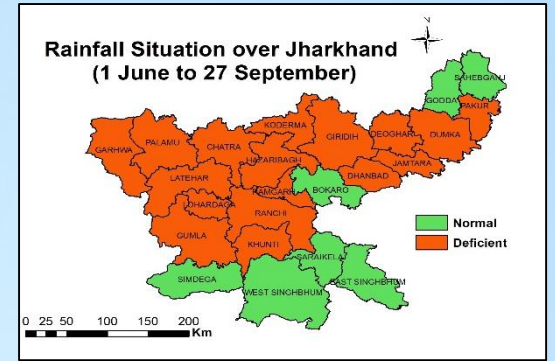 Rainfall Situation over Jharkhand
(1 June to 27 September)
N
SAHEBGANJ
GODDA
PAKUR
KODERMA
GIRIDIH
DEOGHAR
DUMKA
GARHWA
PALAMU
CHATRA
HAZARIBAGH
JAMTARA
DHANBAD
LATEHAR
BOKARO
RAMGARH
LOHARDAGA
RANCHI
GUMLA
KHUNTI
SARAIKELA
SIMDEGA
WEST SINGHBHUM
EAST SINGHBHUM
Normal
Deficient
0 25 50 100 150 200
Km